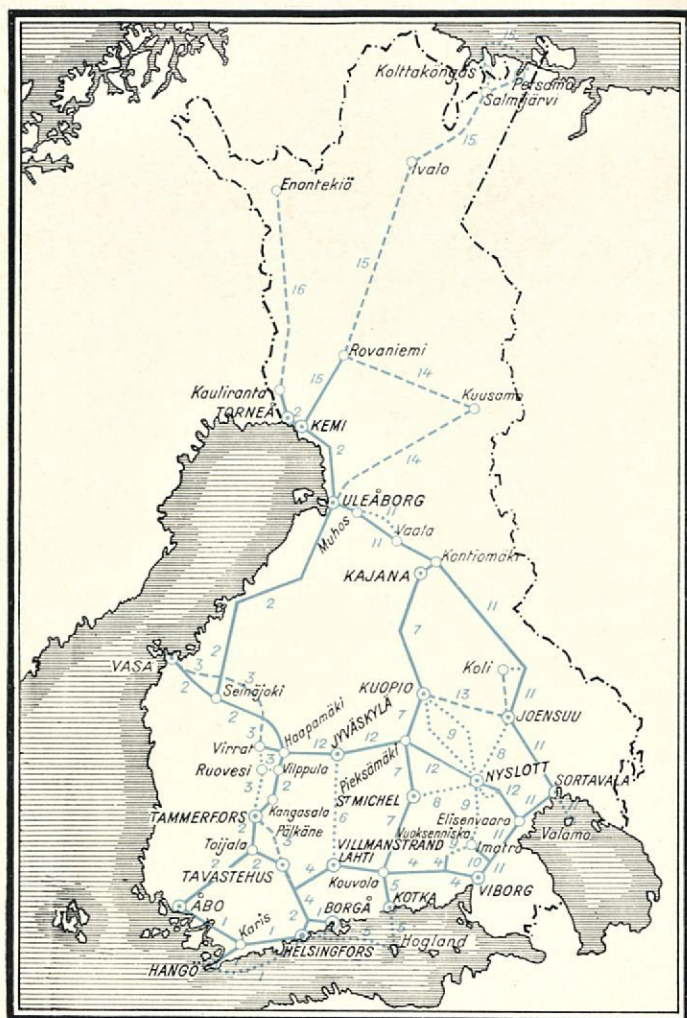 15
Kolttaköngäs
Petsamo
Salmijärvi
15
Ivalo
Enontekiö
15
16
Rovaniemi
15
14
Kauliranta
Kuusamo
TORNEÅ
2
KEMI
2
14
ULEÅBORG
11
Muhos
Vaala
11
Kontiomäki
KAJANA
2
11
7
2
VASA
3
3
Koli
2
KUOPIO
13
11
Seinäjoki
JOENSUU
2
9
7
8
Haapamäki
JYVÄSKYLÄ
Virrat
12
12
11
Ruovesi
Vilppula
Pieksämäki
12
NYSLOTT
3
7
12
SORTAVALA
2
ST MICHEL
8
9
Kangasala
Elisenvaara
11
TAMMERFORS
Pälkäne
6
7
Vuoksenniska
Valamo
Toijala
3
VILLMANSTRAND
9
Imatra
11
2
2
LAHTI
4
4
10
11
TAVASTEHUS
4
Kouvola
4
VIBORG
5
ÅBO
4
BORGÅ
KOTKA
1
Karis
2
1
5
5
Hogland
HELSINGFORS
HANGÖ
1